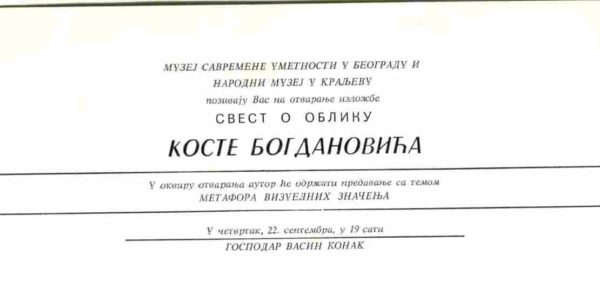 МУЗЕЈ САВРЕМЕНЕ УМЕТНОСТИ У БЕОГРАДУ И
НАРОДНИ МУЗЕЈ У КРАЉЕВУ
позивају Вас на отварање изложбе
СВЕСТ О ОБЛИКУ
КОСТЕ БОГДАНОВИЋА
У оквиру отварања аутор ће одржати предавање са темом
МЕТАФОРА ВИЗУЕЛНИХ ЗНАЧЕЊА
У четвртак, 22. септембра, у 19 сати
ГОСПОДАР ВАСИН КОНАК